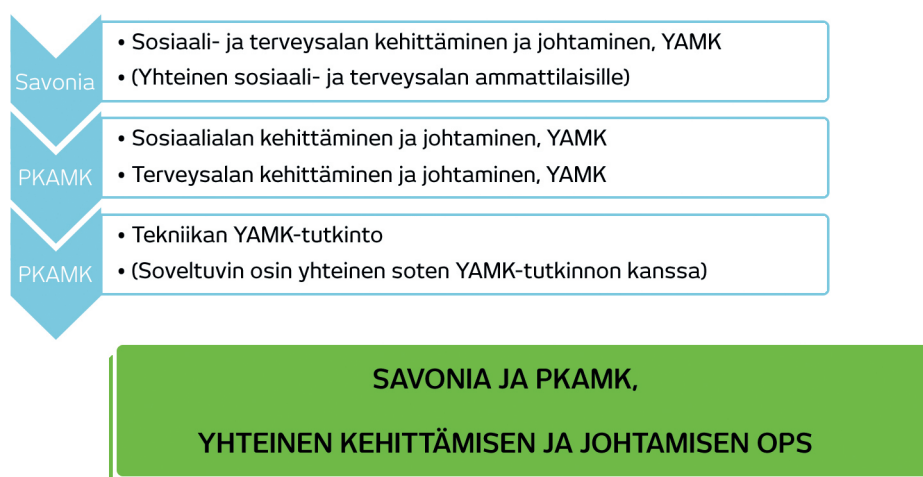 Savonia
• Sosiaali- ja terveysalan kehittäminen ja johtaminen, YAMK
• (Yhteinen sosiaali- ja terveysalan ammattilaisille)
PKAMK
• Sosiaalialan kehittäminen ja johtaminen, YAMK
• Terveysalan kehittäminen ja johtaminen, YAMK
PKAMK
• Tekniikan YAMK-tutkinto
• (Soveltuvin osin yhteinen soten YAMK-tutkinnon kanssa)
SAVONIA JA PKAMK,
YHTEINEN KEHITTÄMISEN JA JOHTAMISEN OPS